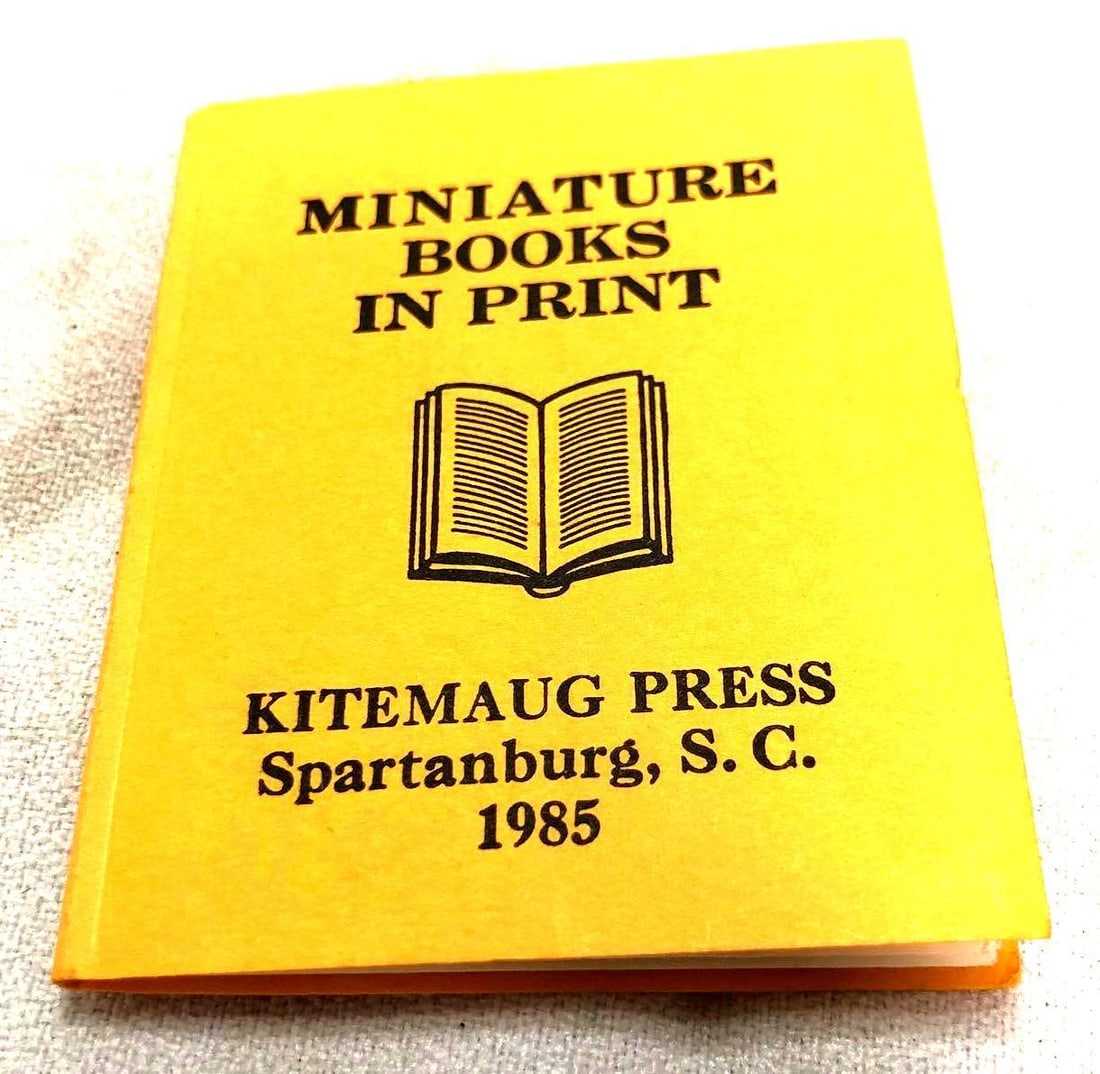 MINIATURE
BOOKS
IN PRINT
KITEMAUG PRESS
Spartanburg, S. C.
1985